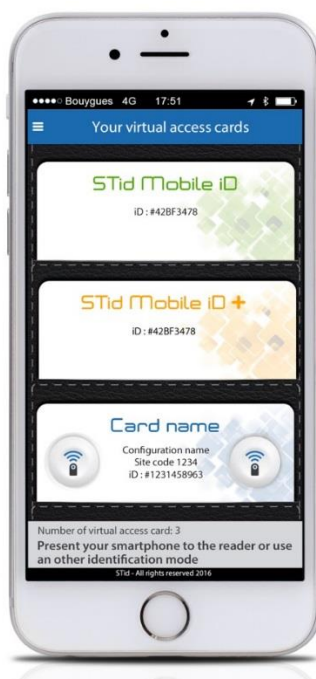 Bouygues 4G 17:51
Your virtual access cards
STid Mobile iD
iD : #42BF3478
STid Mobile iD +
iD : #42BF3478
Card name
Configuration name
Site code 1234
iD : #1231458963
Number of virtual access card: 3
Present your smartphone to the reader or use
an other identification mode
STid - All rights reserved 2016